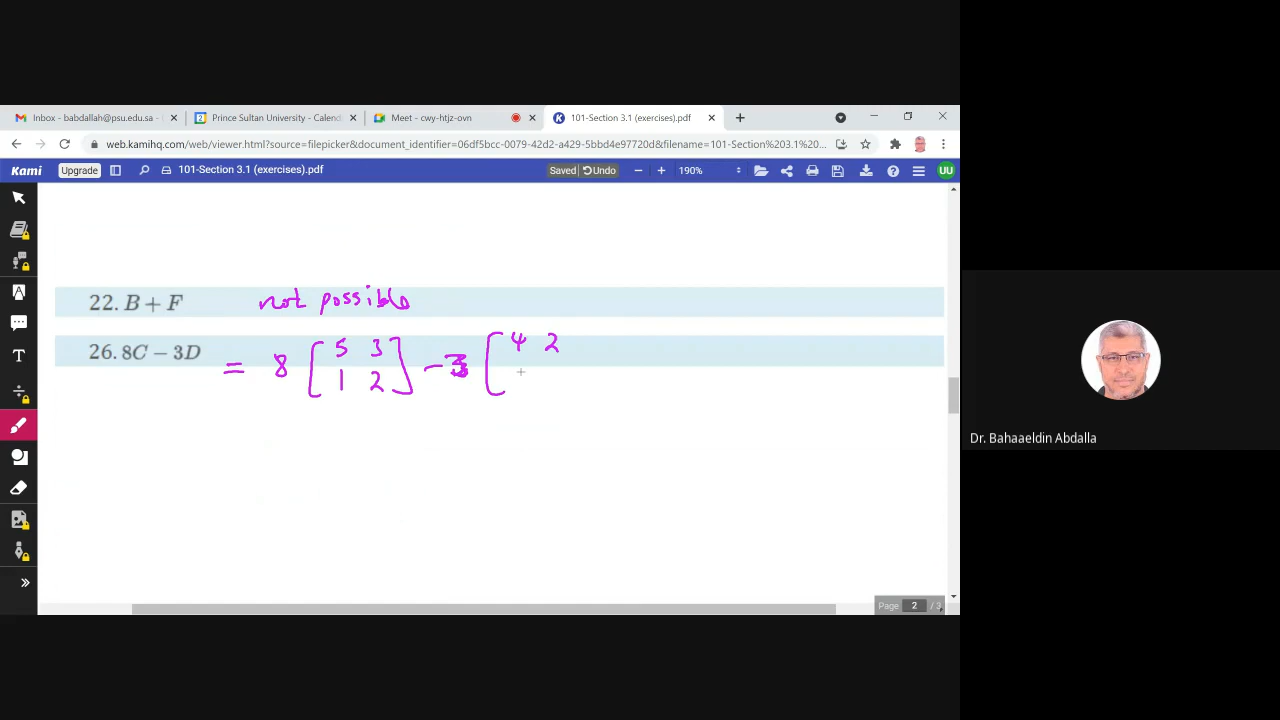 Inbox - babdallah@psu.edu.sa -
Prince Sultan University - Calend
Meet - cwy-htjz-ovn
101-Section 3.1 (exercises).pdf
web.kamihq.com/web/viewer.html?source=filepicker&document_identifier=06df5bcc-0079-42d2-a429-5bbd4e97720d&filename=101-Section%203.1%20...
Kami Upgrade 101-Section 3.1 (exercises).pdf Saved Undo 190% UU
22. B + F not possible
26. 8C − 3D = 8 [ 5 3
1 2 ] − 3 [ 4 2
Dr. Bahaaeldin Abdalla
Page 2 / 3